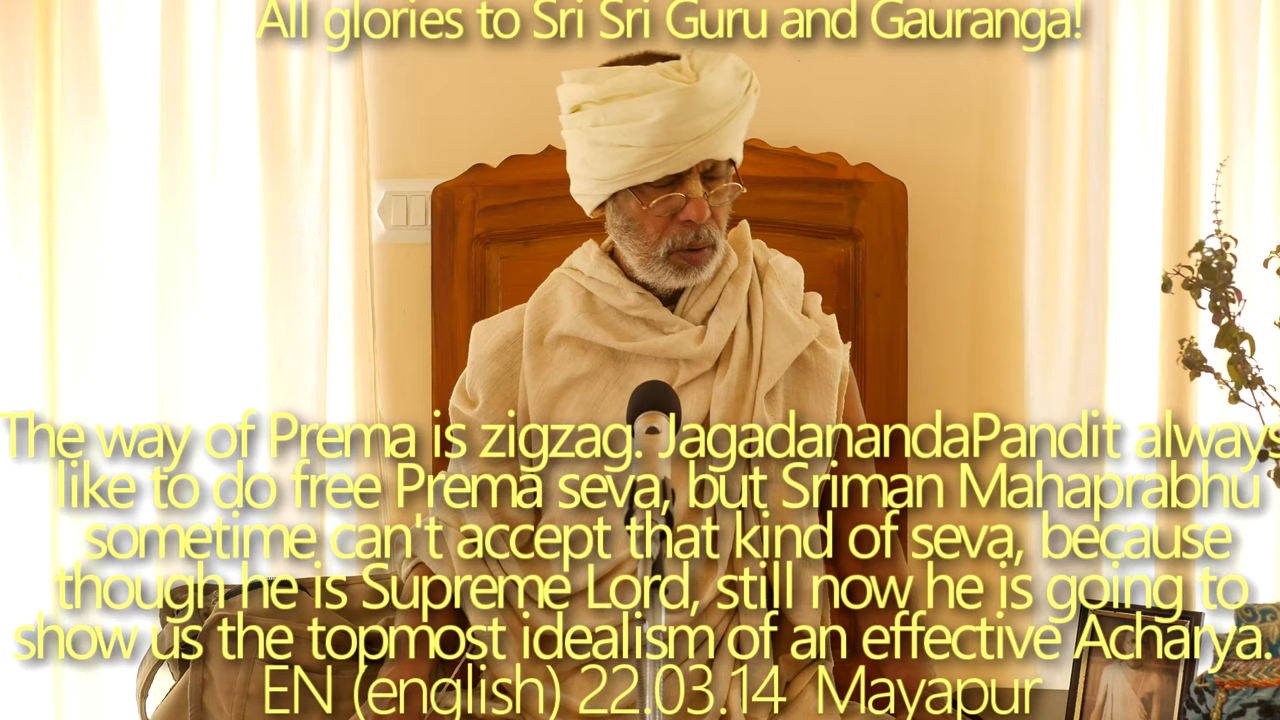 All glories to Sri Sri Guru and Gauranga!
The way of Prema is zigzag. JagadanandaPandit always
like to do free Prema seva, but Sriman Mahaprabhu
sometime can't accept that kind of seva, because
though he is Supreme Lord, still now he is going to
show us the topmost idealism of an effective Acharya.
EN (english) 22.03.14 Mayapur